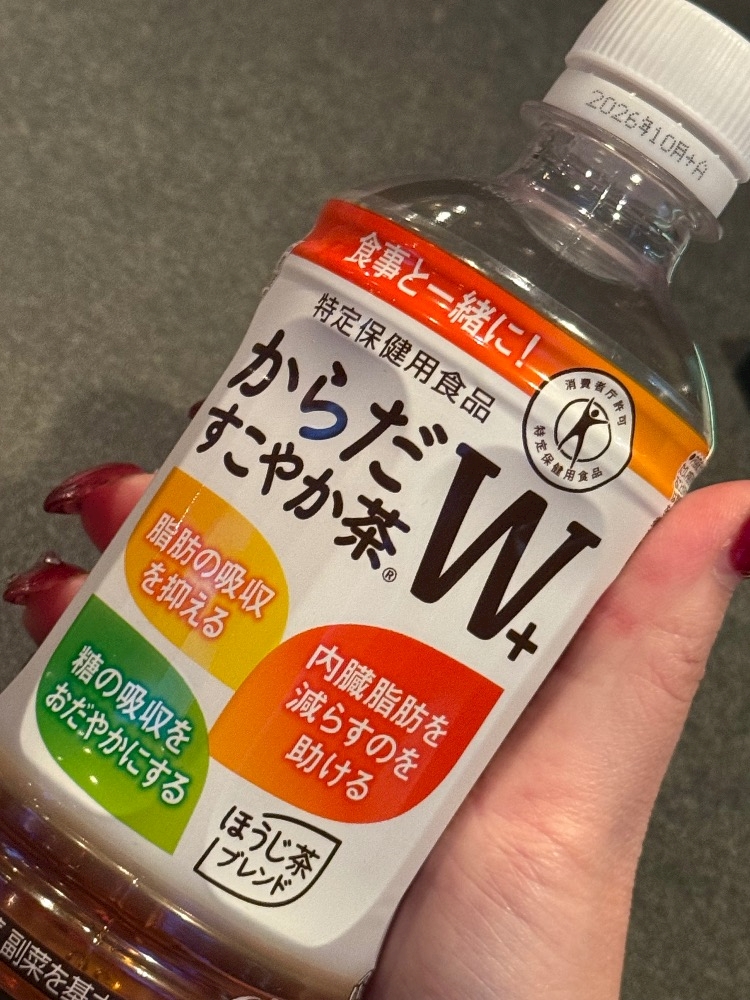 2026年10月
食事と一緒に!
特定保健用食品
からだ
すこやか茶®
W+
消費者庁許可
特定保健用食品
脂肪の吸収
を抑える
糖の吸収を
おだやかにする
内臓脂肪を
減らすのを
助ける
ほうじ茶
ブレンド
副菜を基